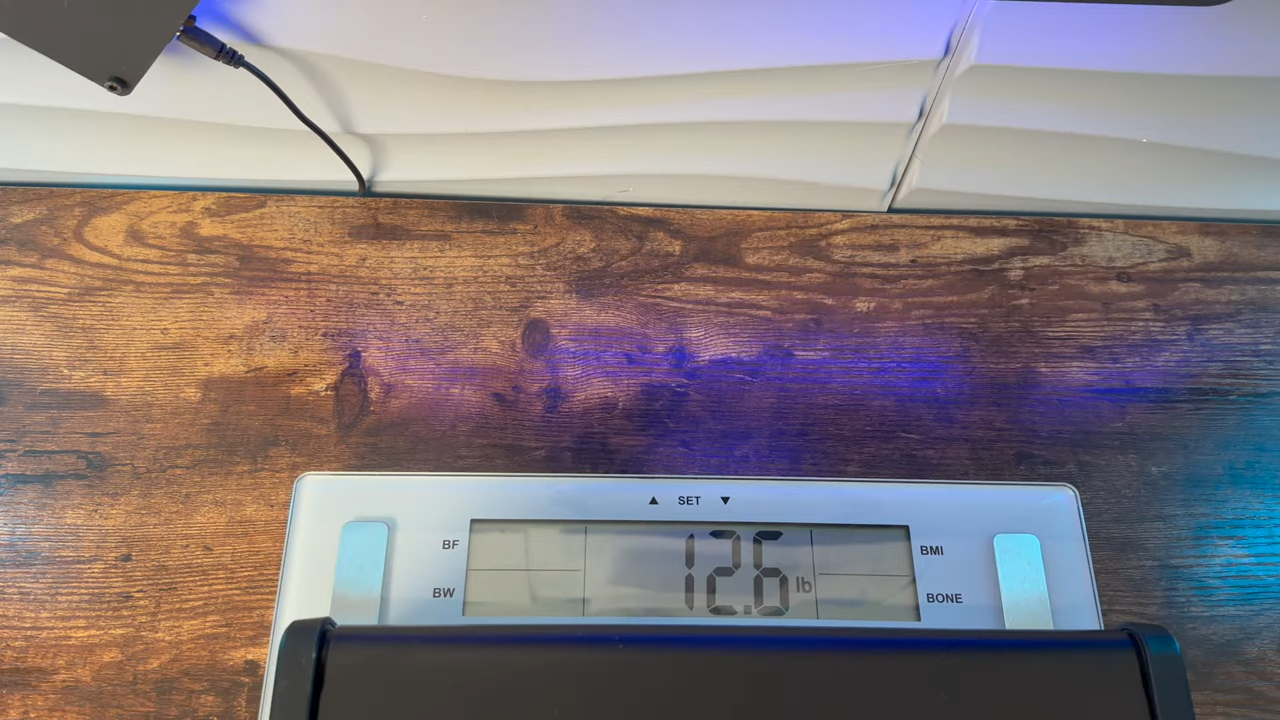 ▲ SET ▼
BF
12.6 lb
BMI
BW
BONE